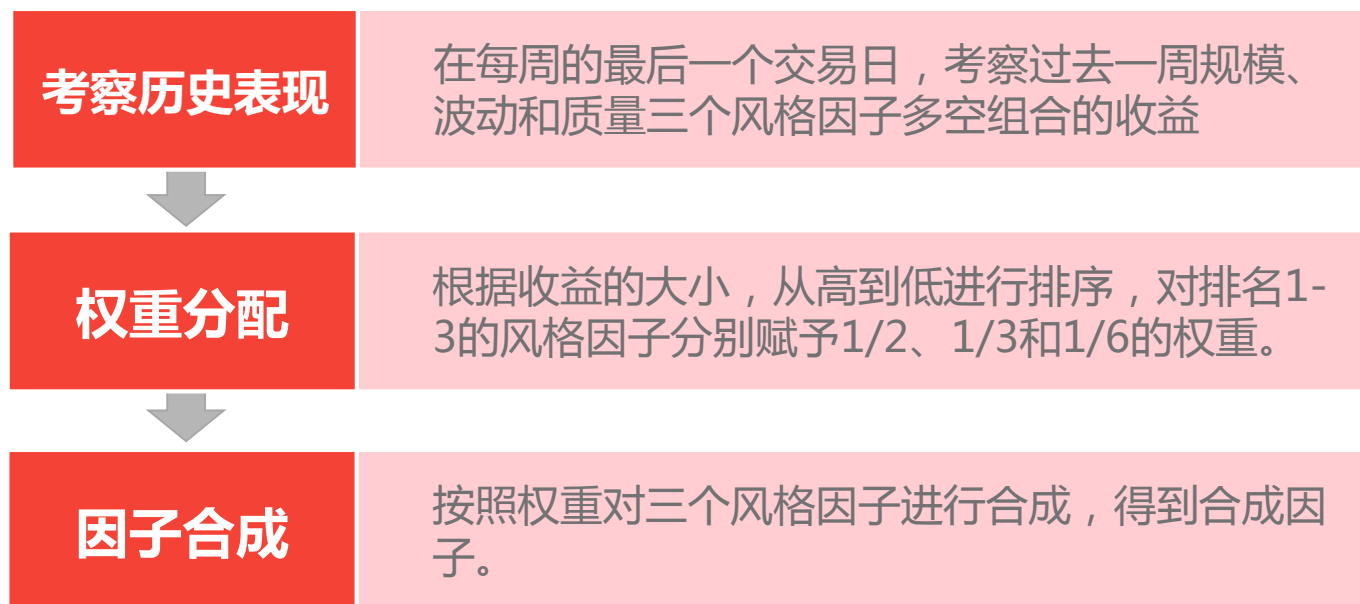 考察历史表现
在每周的最后一个交易日，考察过去一周规模、
波动和质量三个风格因子多空组合的收益
权重分配
根据收益的大小，从高到低进行排序，对排名1-
3的风格因子分别赋予1/2、1/3和1/6的权重。
因子合成
按照权重对三个风格因子进行合成，得到合成因
子。